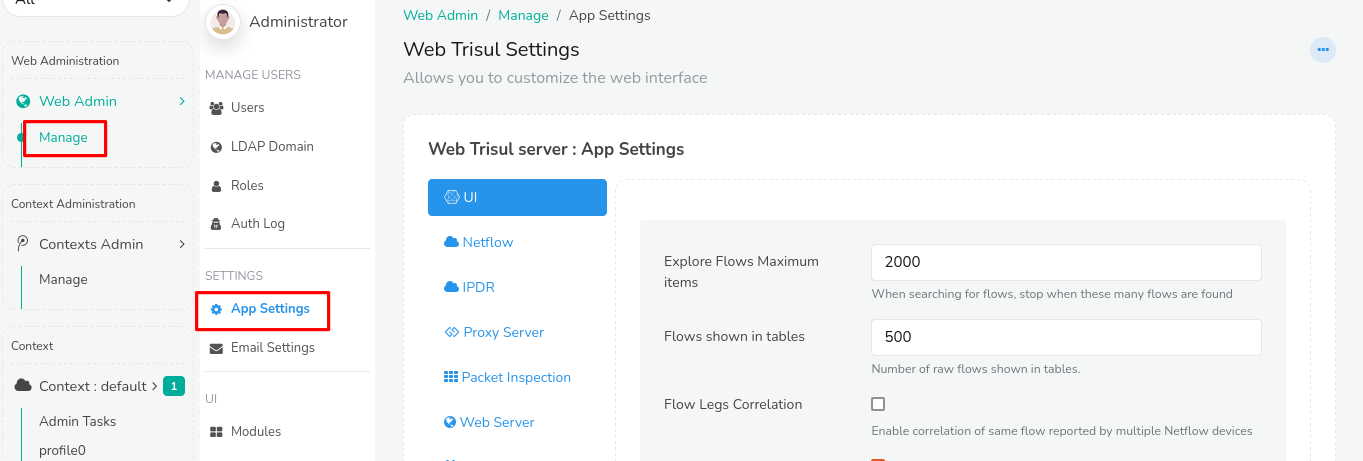 All
Web Administration
Web Admin
Manage
Context Administration
Contexts Admin
Manage
Context
Context : default 1
Admin Tasks
profile0
Administrator
MANAGE USERS
Users
LDAP Domain
Roles
Auth Log
SETTINGS
App Settings
Email Settings
UI
Modules
Web Admin / Manage / App Settings
Web Trisul Settings
Allows you to customize the web interface
Web Trisul server : App Settings
UI
Netflow
IPDR
Proxy Server
Packet Inspection
Web Server
Explore Flows Maximum
items
2000
When searching for flows, stop when these many flows are found
Flows shown in tables
500
Number of raw flows shown in tables.
Flow Legs Correlation
Enable correlation of same flow reported by multiple Netflow devices